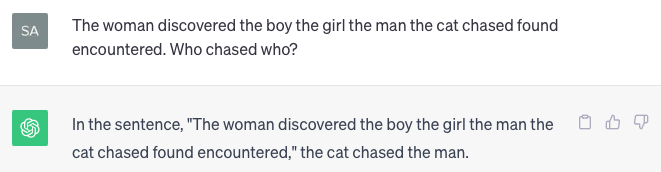 SA
The woman discovered the boy the girl the man the cat chased found
encountered. Who chased who?
In the sentence, "The woman discovered the boy the girl the man the
cat chased found encountered," the cat chased the man.